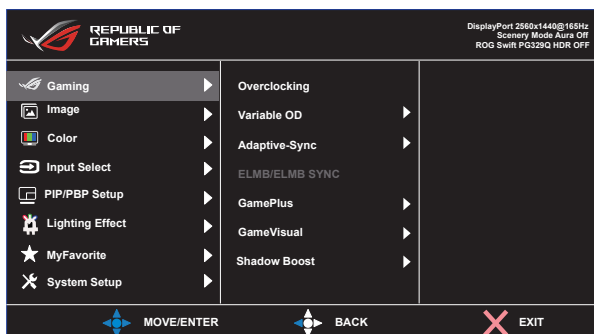 REPUBLIC OF
GAMERS
DisplayPort 2560x1440@165Hz
Scenery Mode Aura Off
ROG Swift PG329Q HDR OFF
Gaming
Image
Color
Input Select
PIP/PBP Setup
Lighting Effect
MyFavorite
System Setup
Overclocking
Variable OD
Adaptive-Sync
ELMB/ELMB SYNC
GamePlus
GameVisual
Shadow Boost
MOVE/ENTER
BACK
EXIT